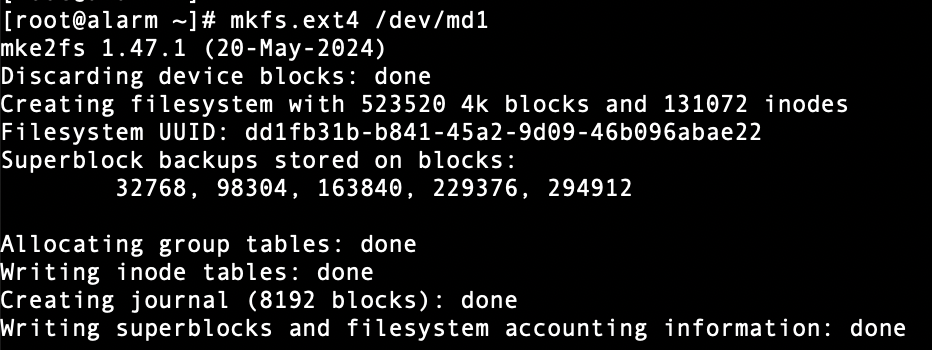 [root@alarm ~]# mkfs.ext4 /dev/md1
mke2fs 1.47.1 (20-May-2024)
Discarding device blocks: done
Creating filesystem with 523520 4k blocks and 131072 inodes
Filesystem UUID: dd1fb31b-b841-45a2-9d09-46b096abae22
Superblock backups stored on blocks:
        32768, 98304, 163840, 229376, 294912

Allocating group tables: done
Writing inode tables: done
Creating journal (8192 blocks): done
Writing superblocks and filesystem accounting information: done